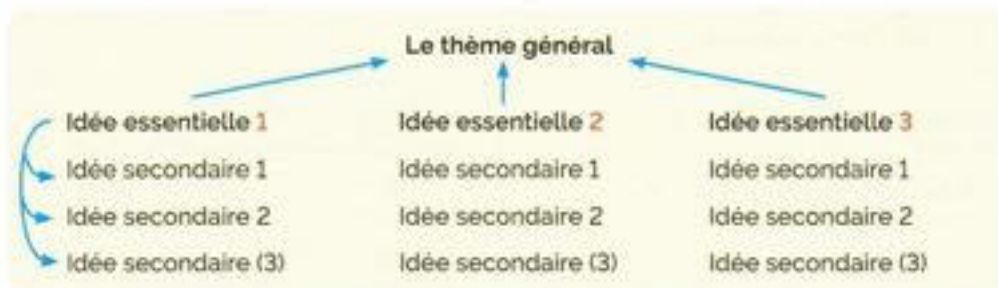 Le thème général
Idée essentielle 1 Idée essentielle 2 Idée essentielle 3
Idée secondaire 1 Idée secondaire 1 Idée secondaire 1
Idée secondaire 2 Idée secondaire 2 Idée secondaire 2
Idée secondaire (3) Idée secondaire (3) Idée secondaire (3)